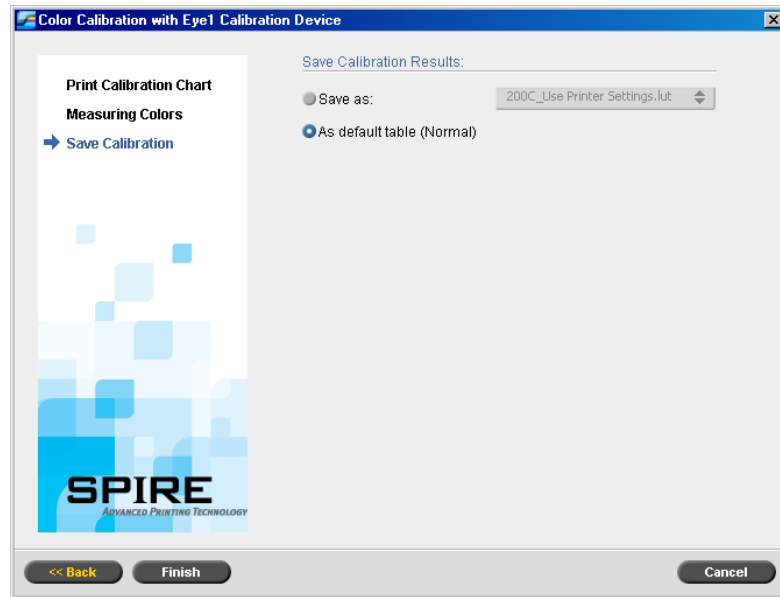 Color Calibration with Eye1 Calibration Device
Print Calibration Chart
Measuring Colors
Save Calibration
Save Calibration Results:
Save as:
200C_Use Printer Settings.lut
As default table (Normal)
SPIRE
ADVANCED PRINTING TECHNOLOGY
<< Back
Finish
Cancel